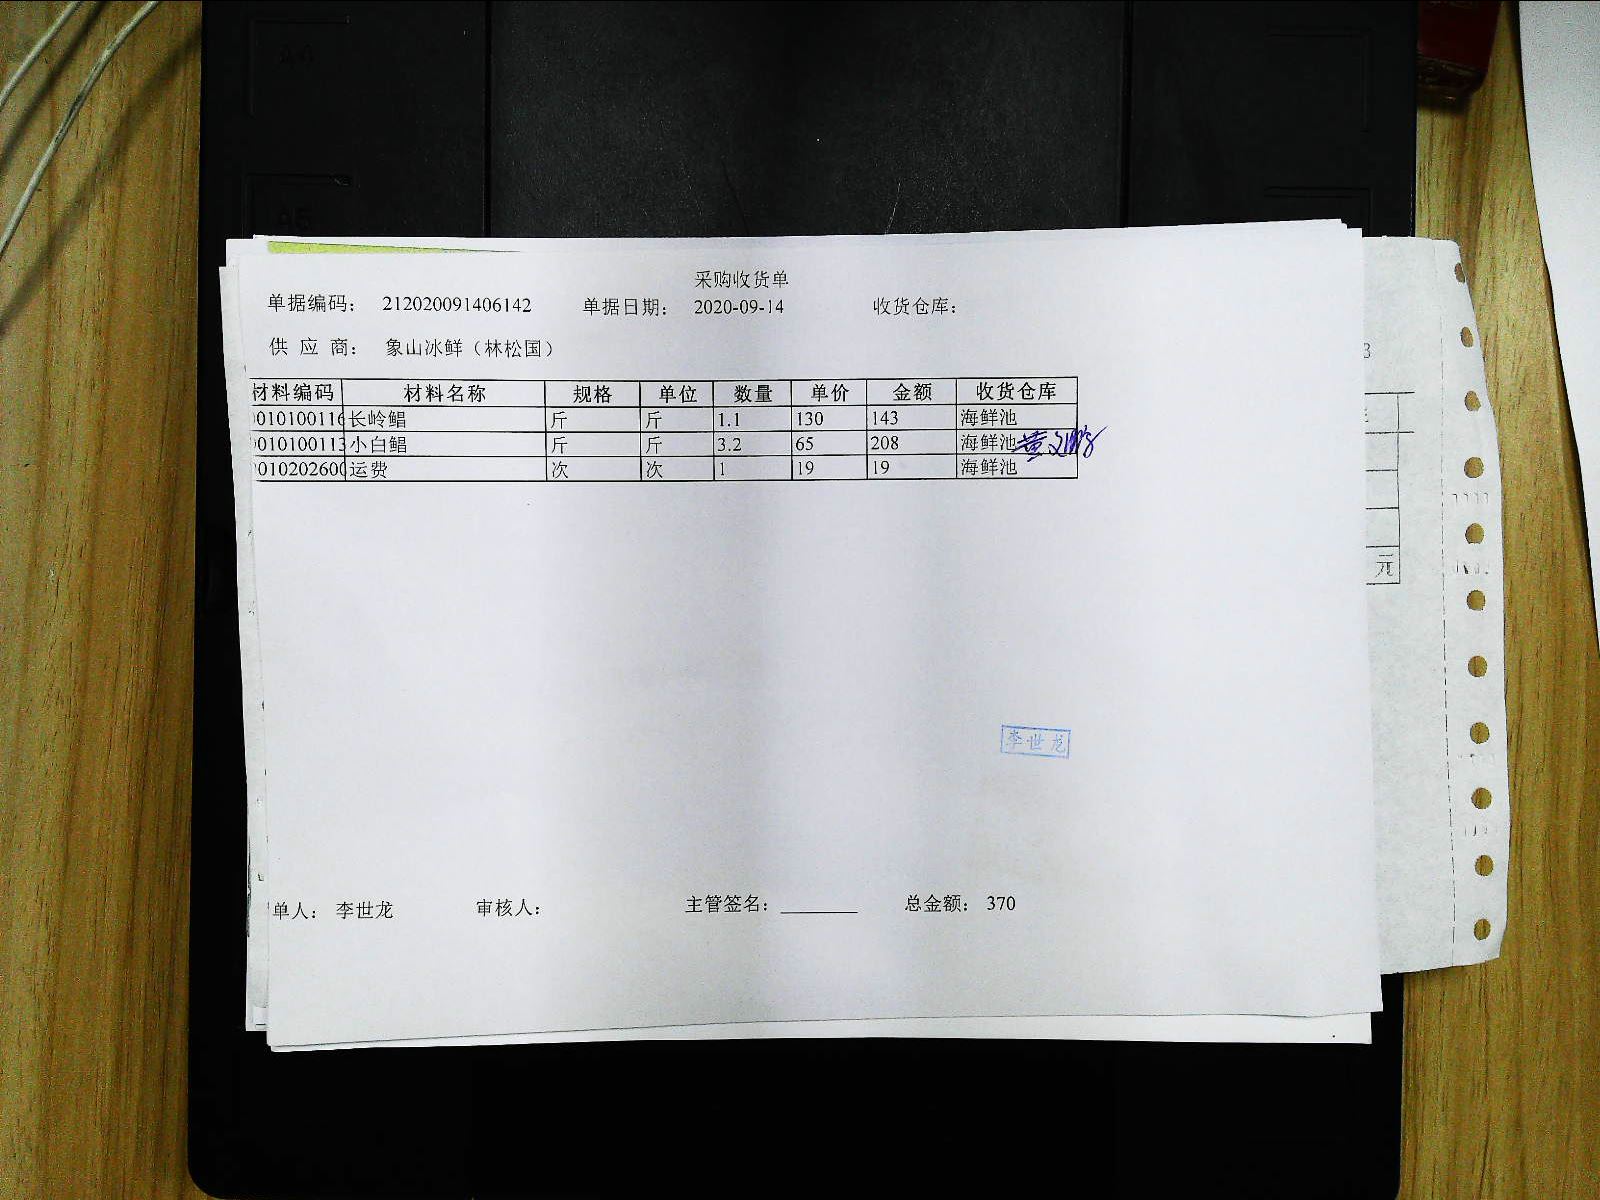 采购收货单
单据编码： 212020091406142 单据日期： 2020-09-14 收货仓库：
供 应 商： 象山冰鲜（林松国）
材料编码 材料名称 规格 单位 数量 单价 金额 收货仓库
010100116 长岭鲳 斤 斤 1.1 130 143 海鲜池
010100113 小白鲳 斤 斤 3.2 65 208 海鲜池
010202600 运费 次 次 1 19 19 海鲜池
李世龙
单人： 李世龙 审核人： 主管签名： 总金额： 370
元
A5